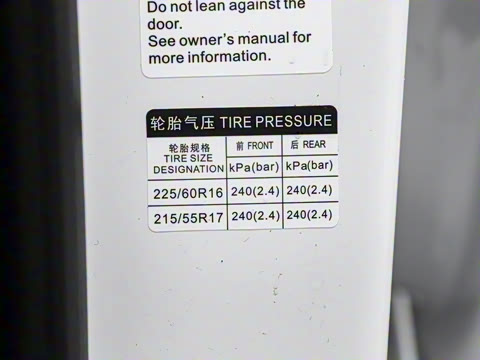 Do not lean against the
door.
See owner's manual for
more information.
轮胎气压 TIRE PRESSURE
轮胎规格
TIRE SIZE
DESIGNATION
前 FRONT 后 REAR
kPa(bar) kPa(bar)
225/60R16 240(2.4) 240(2.4)
215/55R17 240(2.4) 240(2.4)